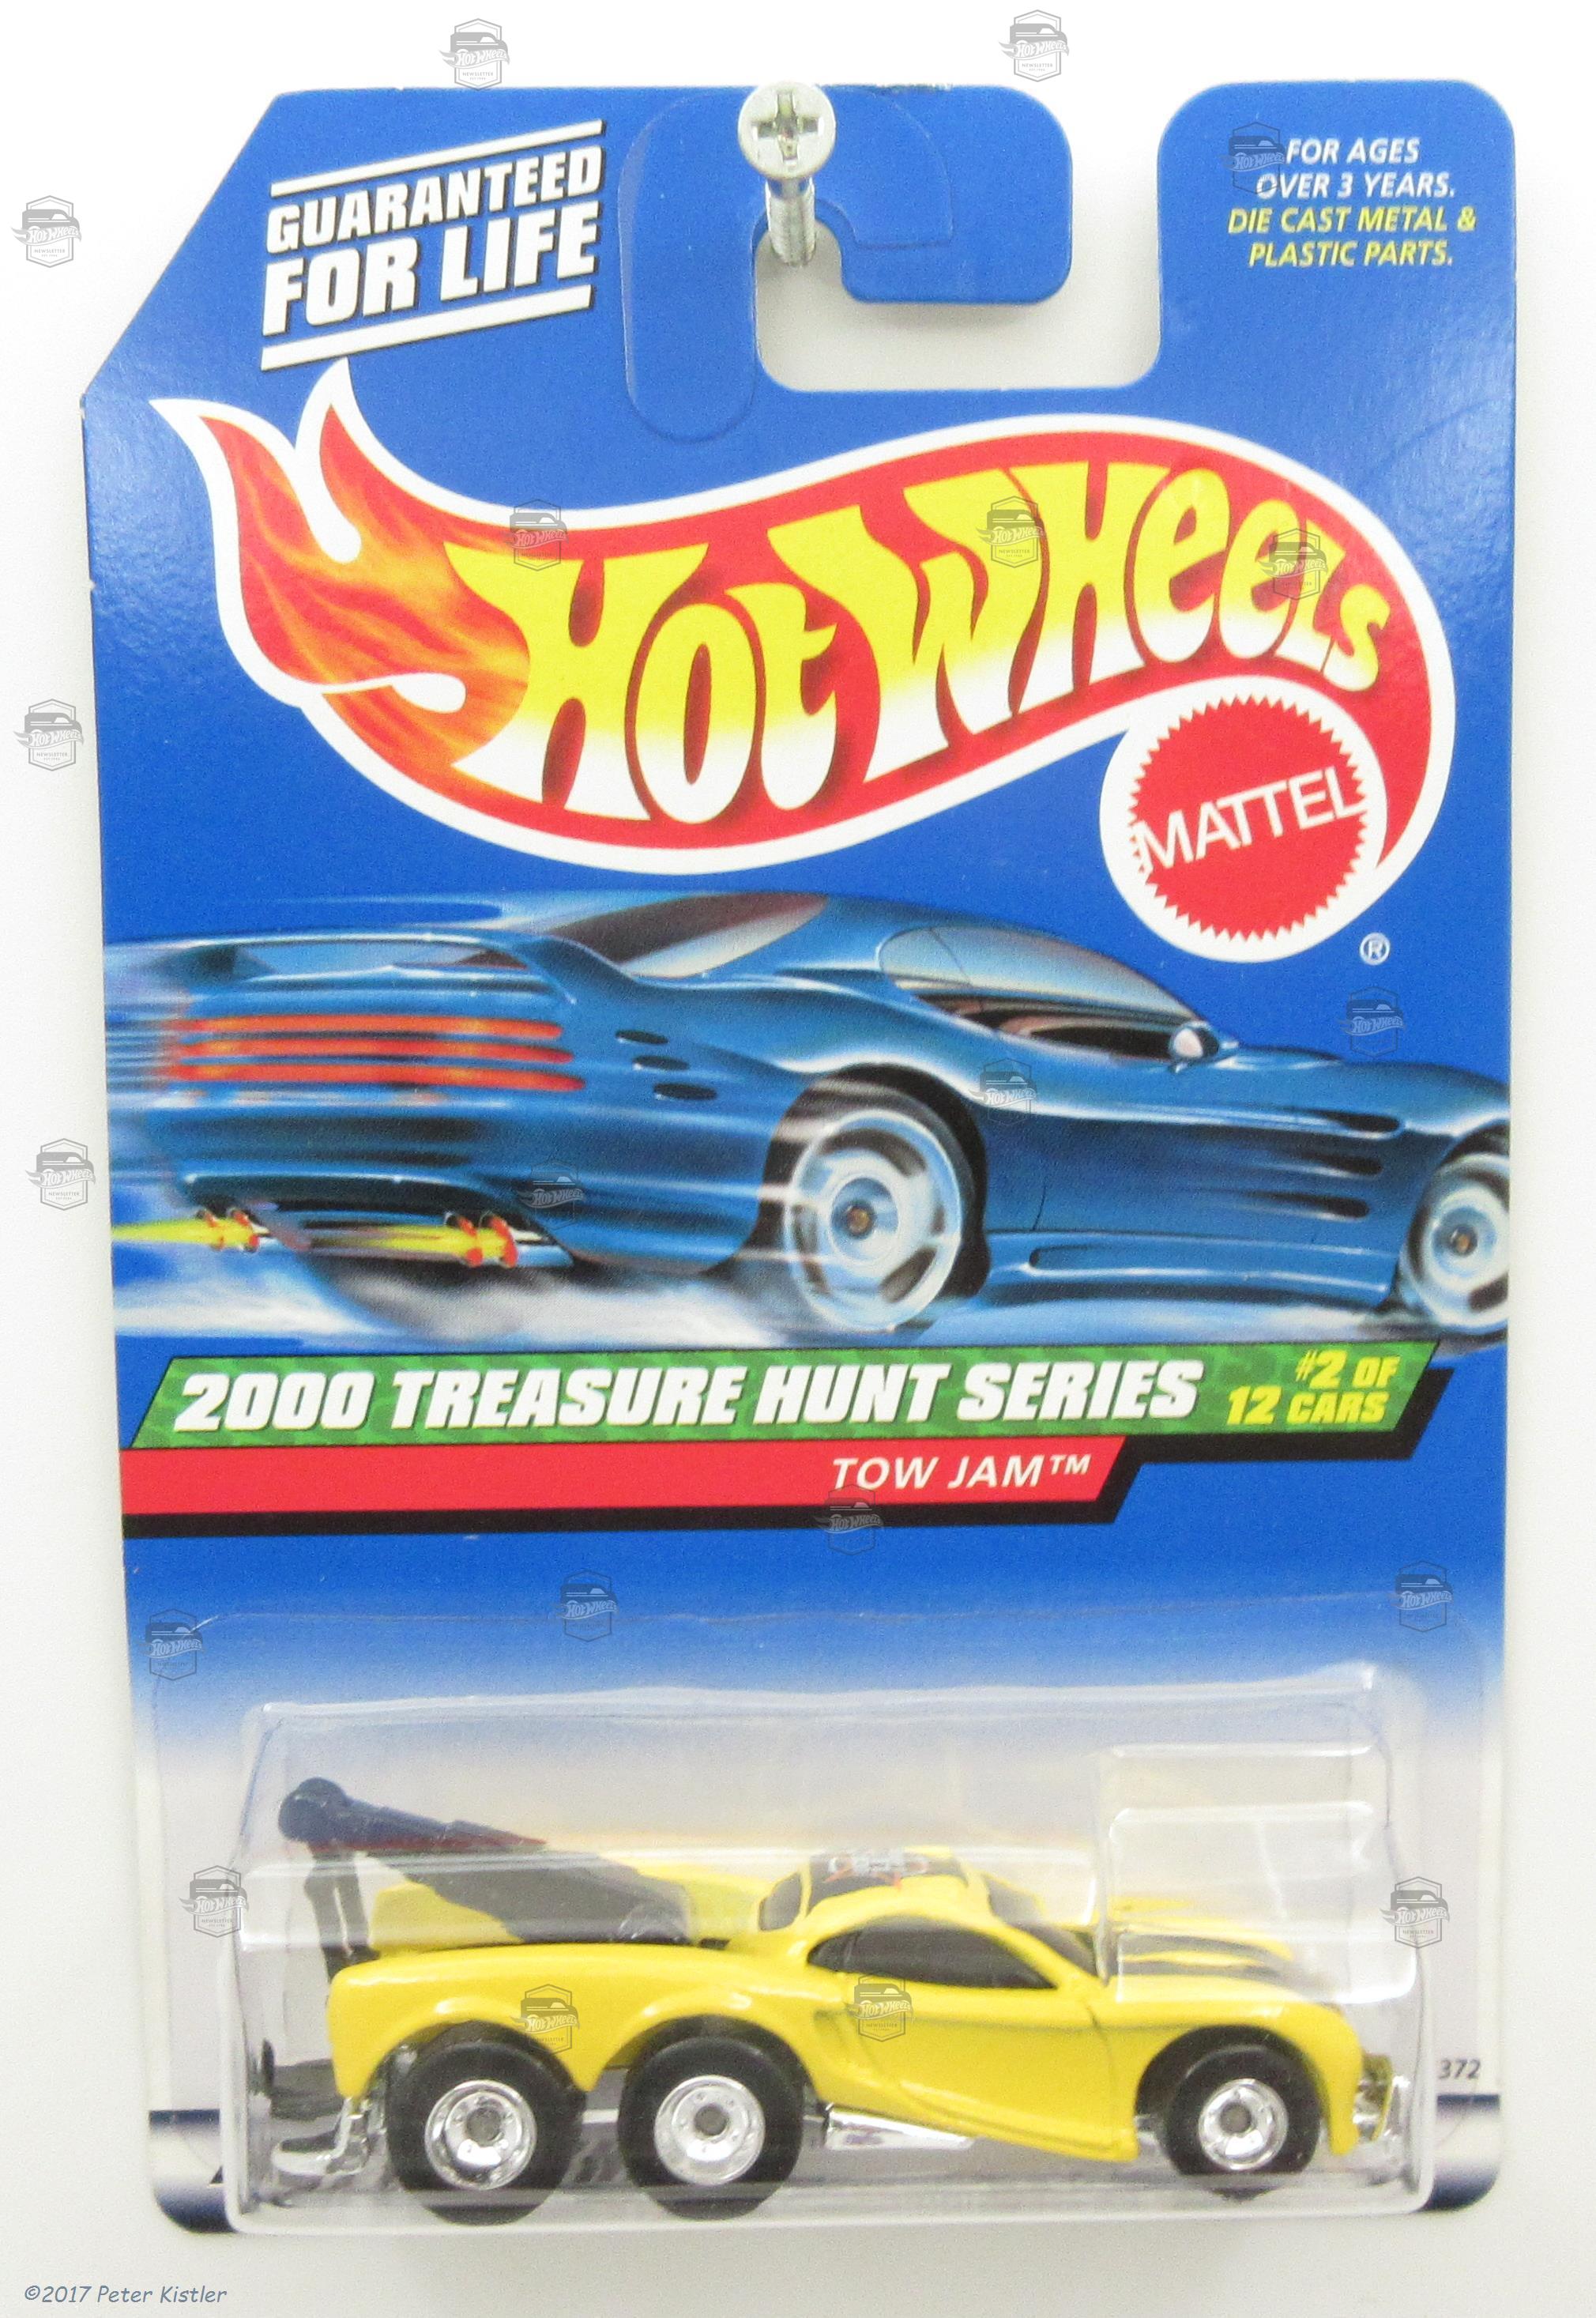 GUARANTEED
FOR LIFE
FOR AGES
OVER 3 YEARS.
DIE CAST METAL &
PLASTIC PARTS.
HOT WHEELS
MATTEL
®
2000 TREASURE HUNT SERIES
#2 OF
12 CARS
TOW JAM™
372
©2017 Peter Kistler